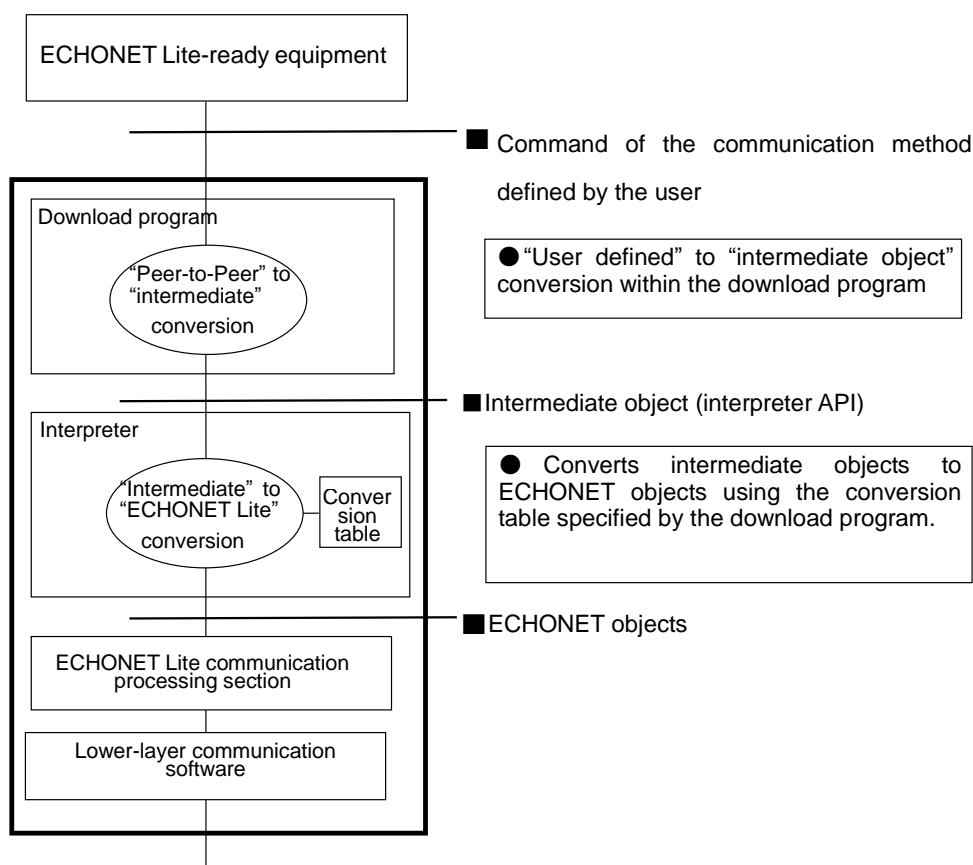 ECHONET Lite-ready equipment
■ Command of the communication method
defined by the user
Download program
“Peer-to-Peer” to
“intermediate”
conversion
● “User defined” to “intermediate object”
conversion within the download program
■ Intermediate object (interpreter API)
Interpreter
“Intermediate” to
“ECHONET Lite”
conversion
Conver
sion
table
● Converts intermediate objects to
ECHONET objects using the conversion
table specified by the download program.
■ ECHONET objects
ECHONET Lite communication
processing section
Lower-layer communication
software